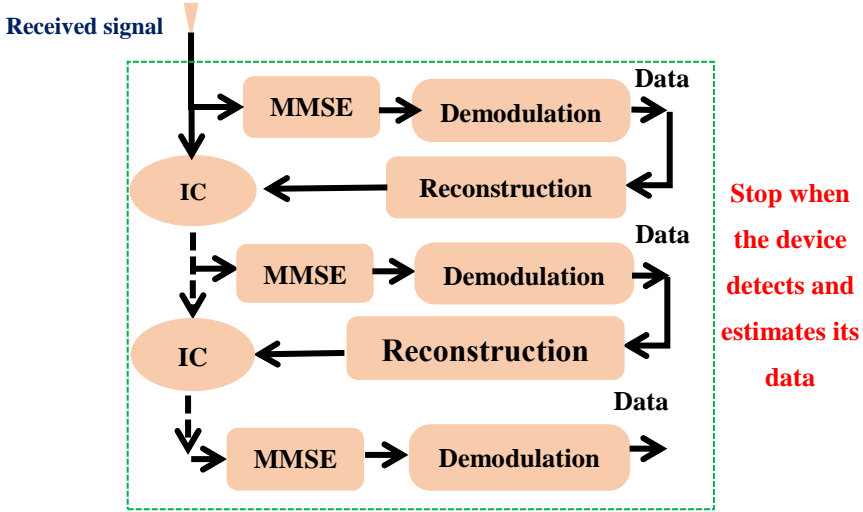 Received signal
Data
MMSE
Demodulation
IC
Reconstruction
Data
MMSE
Demodulation
IC
Reconstruction
Data
MMSE
Demodulation
Stop when
the device
detects and
estimates its
data